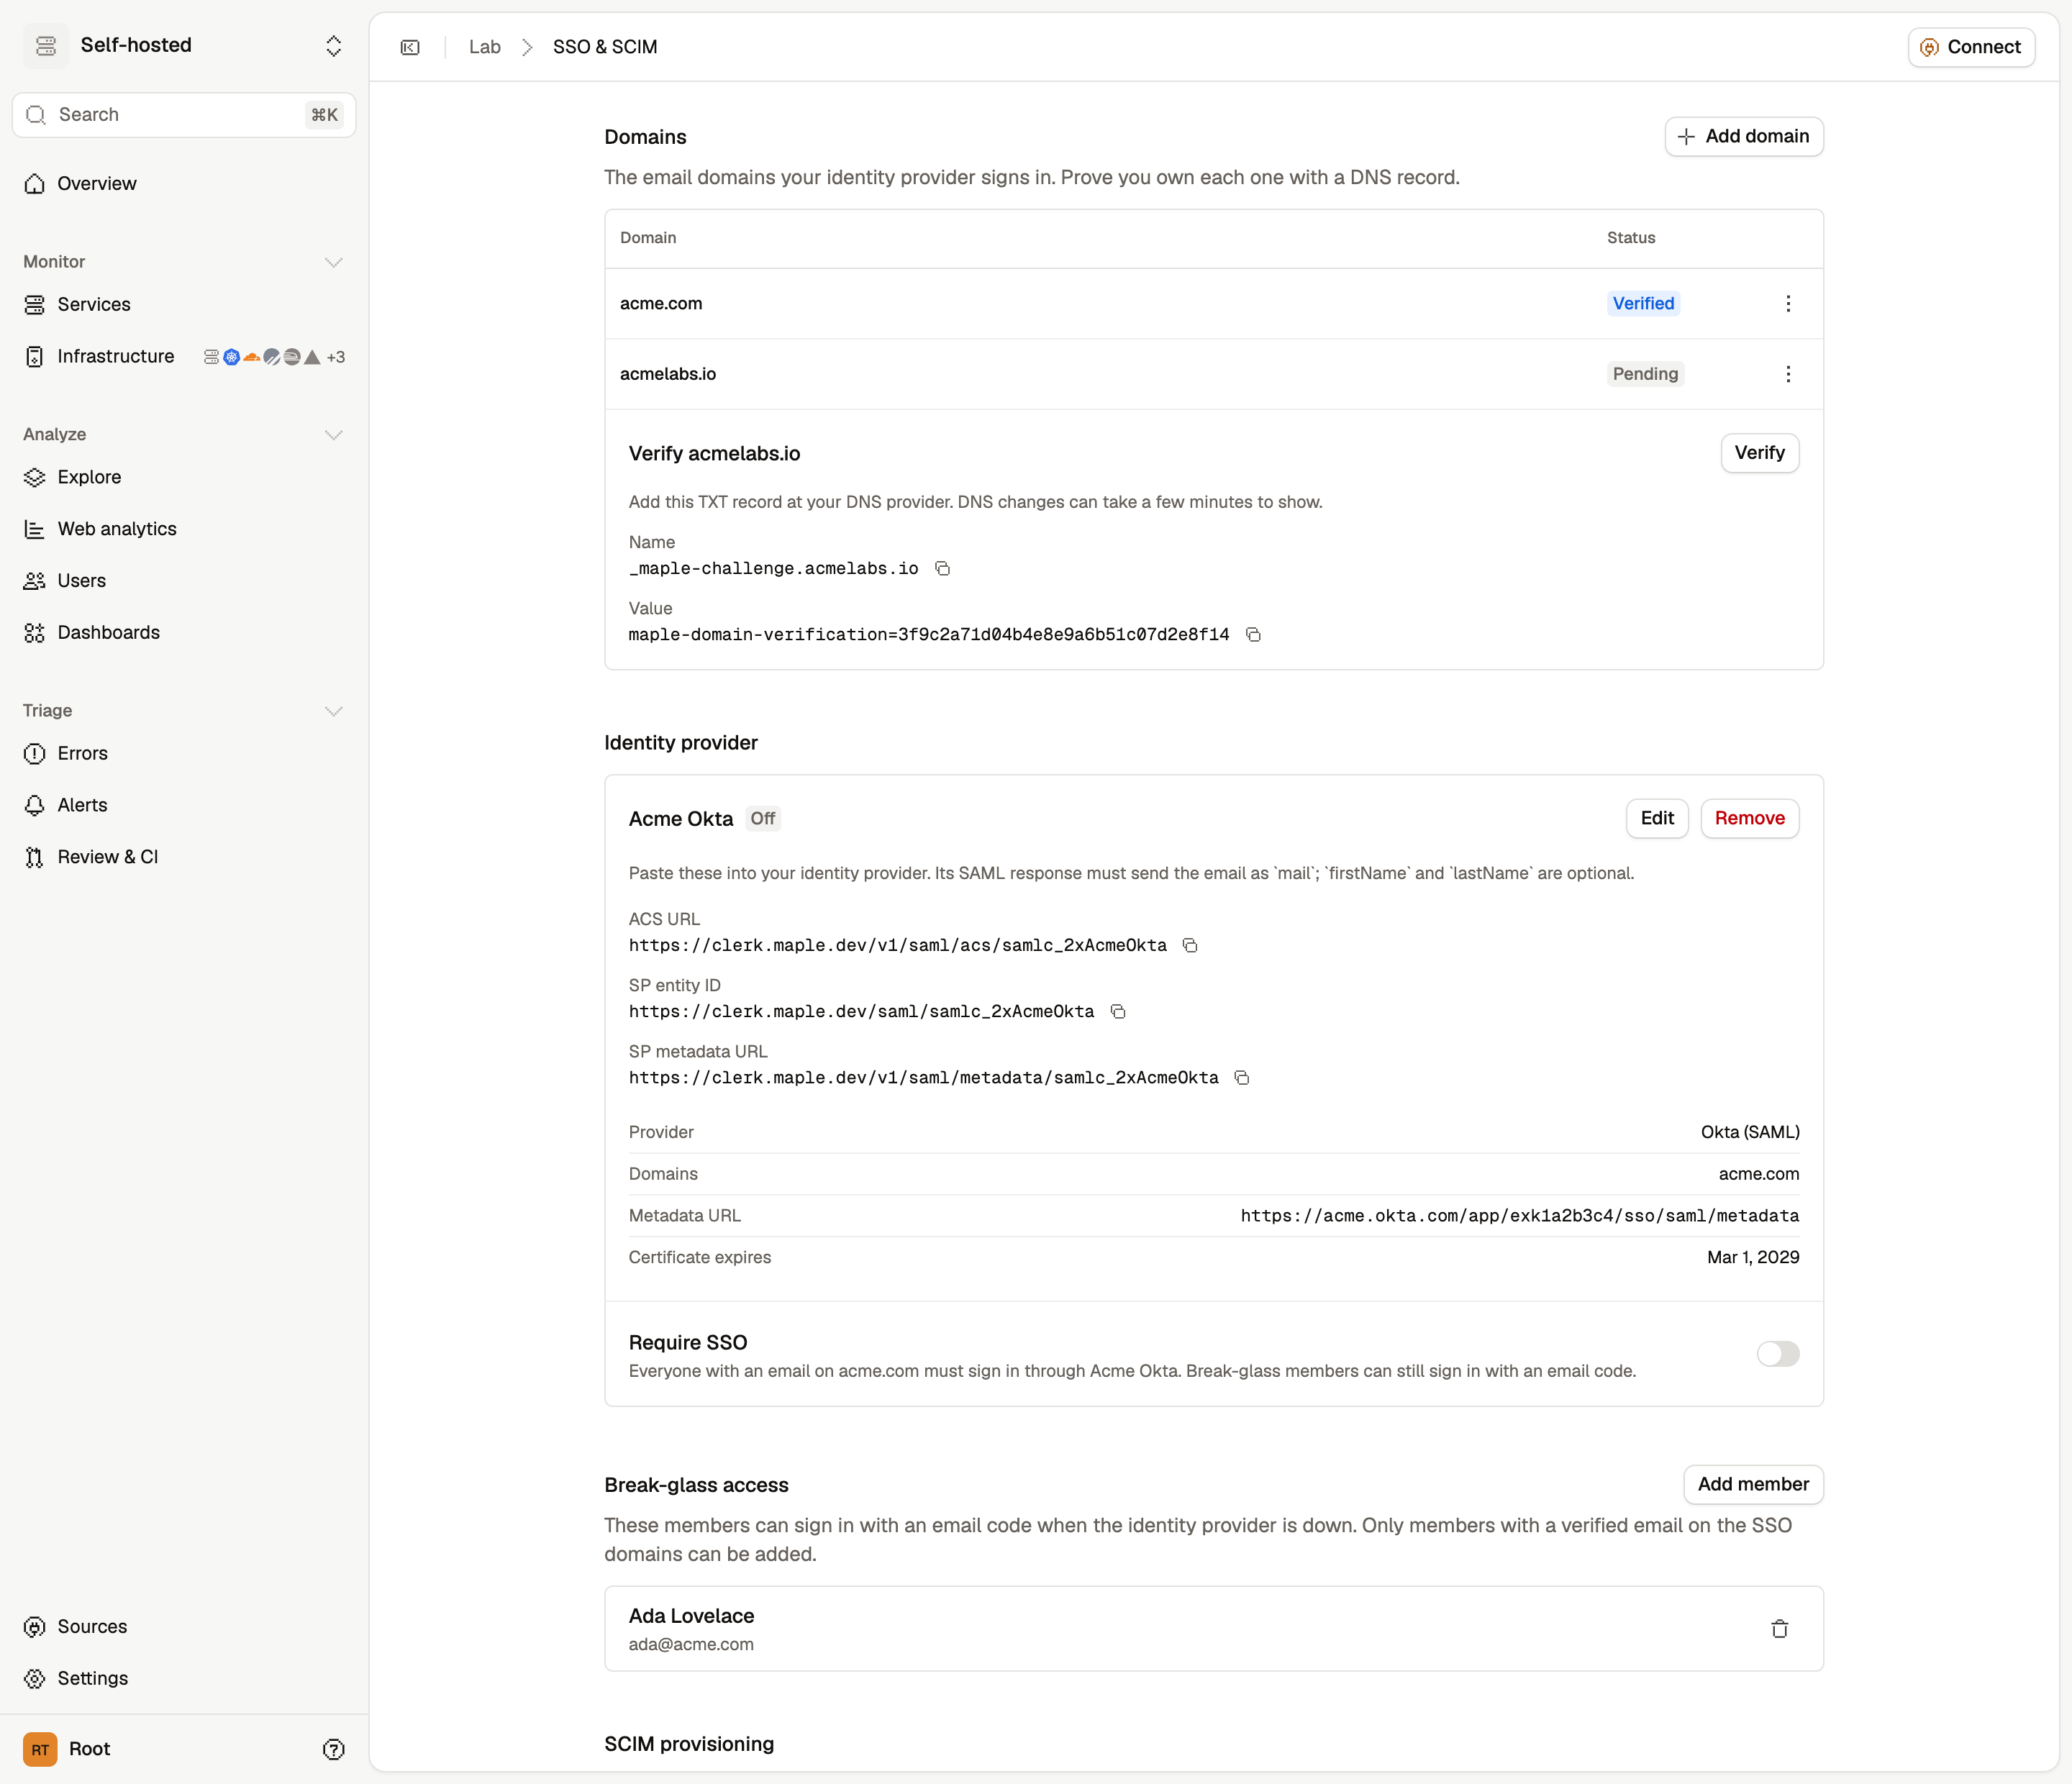 Self-hosted
Search ⌘K
Overview
Monitor
Services
Infrastructure +3
Analyze
Explore
Web analytics
Users
Dashboards
Triage
Errors
Alerts
Review & CI
Sources
Settings
RT Root
Lab SSO & SCIM
Connect
Domains
Add domain
The email domains your identity provider signs in. Prove you own each one with a DNS record.
Domain Status
acme.com Verified
acmelabs.io Pending
Verify acmelabs.io
Verify
Add this TXT record at your DNS provider. DNS changes can take a few minutes to show.
Name
_maple-challenge.acmelabs.io
Value
maple-domain-verification=3f9c2a71d04b4e8e9a6b51c07d2e8f14
Identity provider
Acme Okta Off
Edit Remove
Paste these into your identity provider. Its SAML response must send the email as `mail`; `firstName` and `lastName` are optional.
ACS URL
https://clerk.maple.dev/v1/saml/acs/samlc_2xAcmeOkta
SP entity ID
https://clerk.maple.dev/saml/samlc_2xAcmeOkta
SP metadata URL
https://clerk.maple.dev/v1/saml/metadata/samlc_2xAcmeOkta
Provider Okta (SAML)
Domains acme.com
Metadata URL https://acme.okta.com/app/exk1a2b3c4/sso/saml/metadata
Certificate expires Mar 1, 2029
Require SSO
Everyone with an email on acme.com must sign in through Acme Okta. Break-glass members can still sign in with an email code.
Break-glass access
Add member
These members can sign in with an email code when the identity provider is down. Only members with a verified email on the SSO
domains can be added.
Ada Lovelace
ada@acme.com
SCIM provisioning